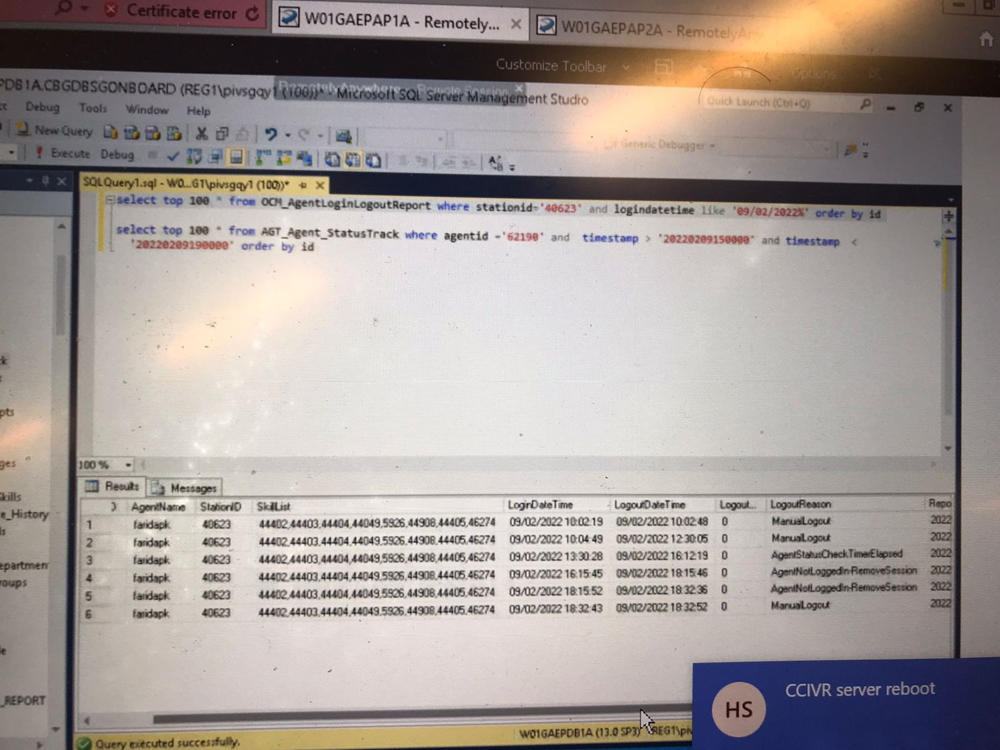 Certificate error
W01GAEPAP1A - Remotely...
W01GAEPAP2A - RemotelyAny
Customize Toolbar
Options
PDB1A.CBGDBSGONBOARD (REG1\pivsgqy1 (100))* - Microsoft SQL Server Management Studio
RemotelyAnywhere - Remote Session
Quick Launch (Ctrl+Q)
ct Debug Tools Window Help
New Query
Generic Debugger
Execute Debug
SQLQuery1.sql - W0...G1\pivsgqy1 (100))*
select top 100 * from OCM_AgentLoginLogoutReport where stationid='40623' and logindatetime like '09/02/2022%' order by id
select top 100 * from AGT_Agent_StatusTrack where agentid ='62190' and timestamp > '20220209150000' and timestamp <
'20220209190000' order by id
k
pts
ges
Skills
e_History
ls
epartmen
roups
e
_REPORT
100 %
Results Messages
AgentName StationID SkillList LoginDateTime LogoutDateTime Logout... LogoutReason Repo
1 faridapk 40623 44402,44403,44404,44049,5926,44908,44405,46274 09/02/2022 10:02:19 09/02/2022 10:02:48 0 ManualLogout 2022
2 faridapk 40623 44402,44403,44404,44049,5926,44908,44405,46274 09/02/2022 10:04:49 09/02/2022 12:30:05 0 ManualLogout 2022
3 faridapk 40623 44402,44403,44404,44049,5926,44908,44405,46274 09/02/2022 13:30:28 09/02/2022 16:12:19 0 AgentStatusCheckTimerElapsed 2022
4 faridapk 40623 44402,44403,44404,44049,5926,44908,44405,46274 09/02/2022 16:15:45 09/02/2022 18:15:46 0 AgentNotLoggedIn-RemoveSession 2022
5 faridapk 40623 44402,44403,44404,44049,5926,44908,44405,46274 09/02/2022 18:15:52 09/02/2022 18:32:36 0 AgentNotLoggedIn-RemoveSession 2022
6 faridapk 40623 44402,44403,44404,44049,5926,44908,44405,46274 09/02/2022 18:32:43 09/02/2022 18:32:52 0 ManualLogout 2022
Query executed successfully.
W01GAEPDB1A (13.0 SP3) REG1\piv
HS
CCIVR server reboot